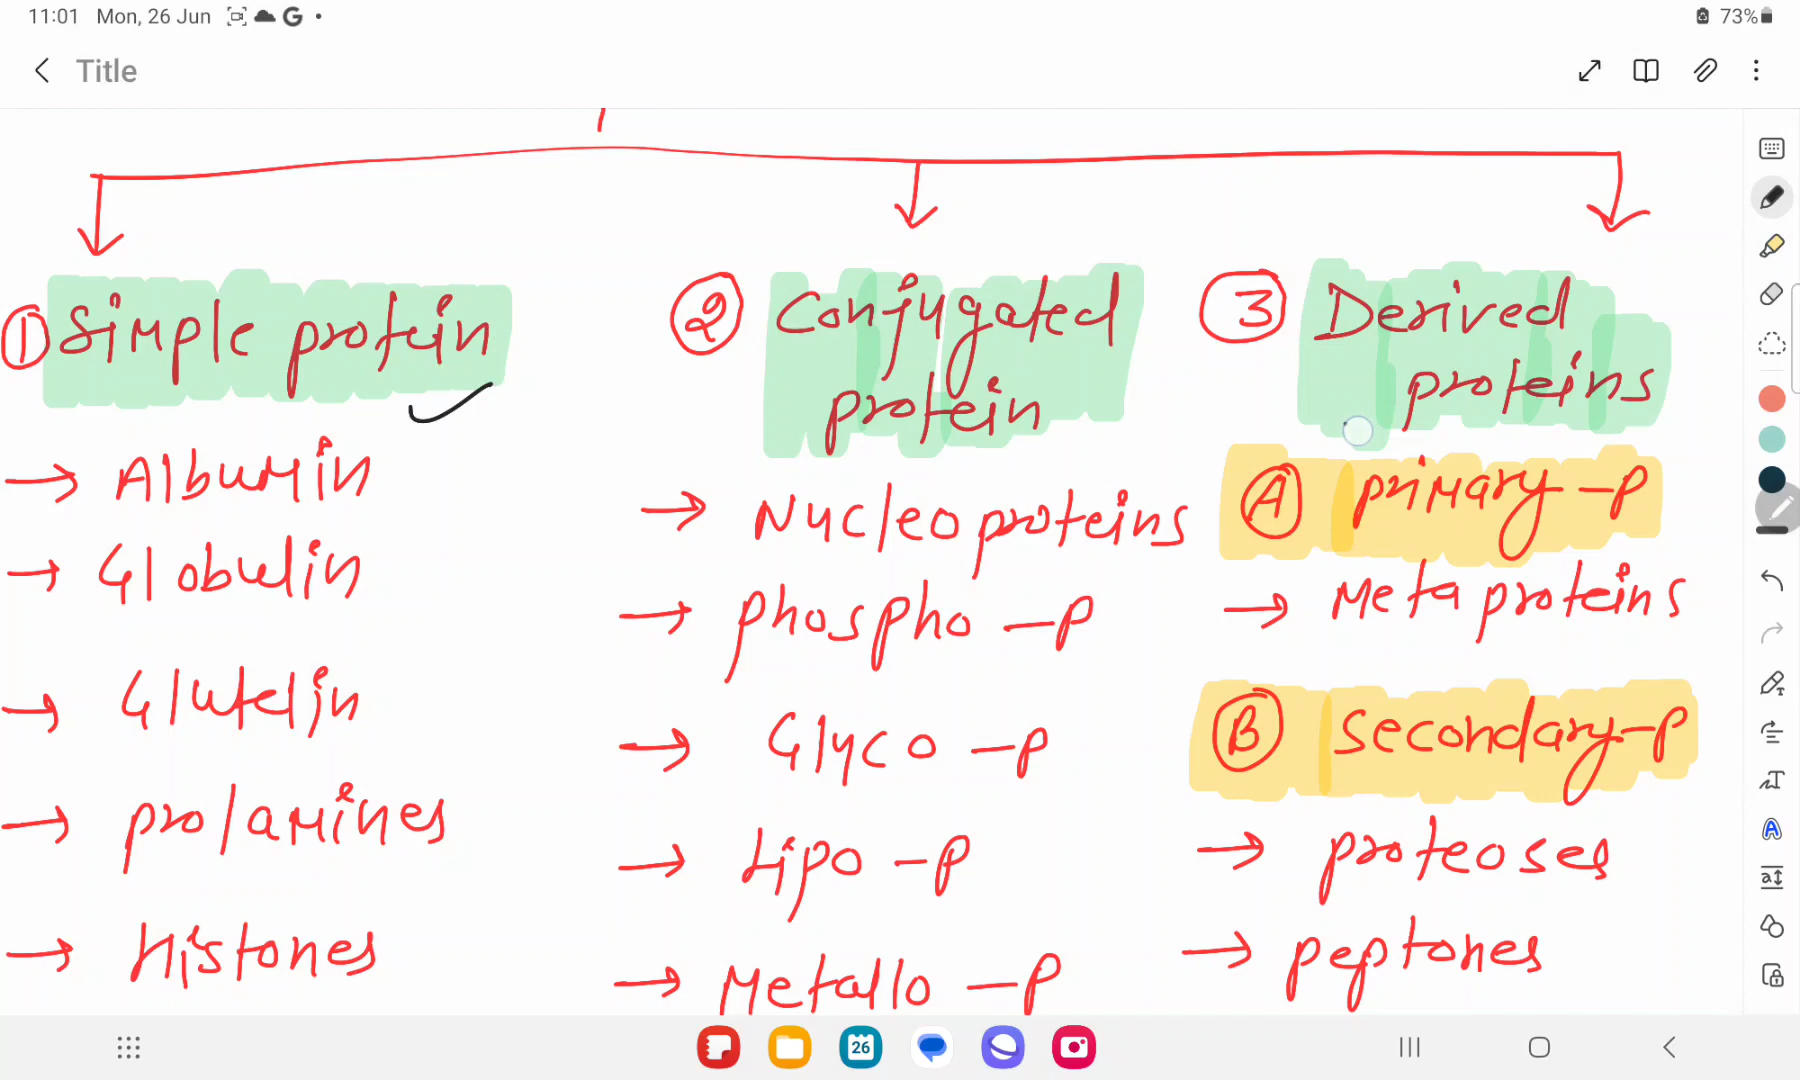 11:01 Mon, 26 Jun
73%
Title
① Simple protein
→ Albumin
→ Globulin
→ Glutelin
→ prolamines
→ Histones
② Conjugated
protein
→ Nucleoproteins
→ phospho-p
→ Glyco-p
→ Lipo-p
→ Metallo-p
③ Derived
proteins
Ⓐ primary-p
→ Metaproteins
Ⓑ Secondary-p
→ proteoses
→ peptones
26